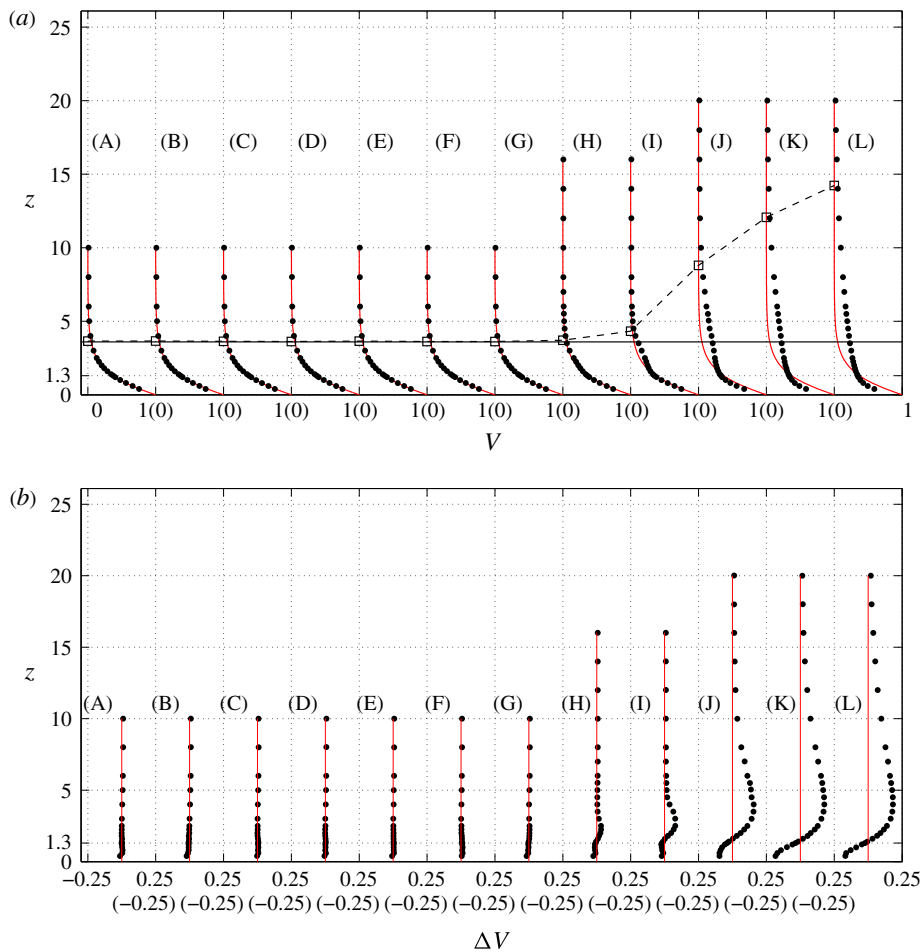 (a)
25
20
(A) (B) (C) (D) (E) (F) (G) (H) (I) (J) (K) (L)
15
z
10
5
1.3
0
0 1(0) 1(0) 1(0) 1(0) 1(0) 1(0) 1(0) 1(0) 1(0) 1(0) 1(0) 1
V
(b)
25
20
15
z
(A) (B) (C) (D) (E) (F) (G) (H) (I) (J) (K) (L)
10
5
1.3
0
−0.25 0.25 0.25 0.25 0.25 0.25 0.25 0.25 0.25 0.25 0.25 0.25 0.25
(−0.25) (−0.25) (−0.25) (−0.25) (−0.25) (−0.25) (−0.25) (−0.25) (−0.25) (−0.25) (−0.25)
ΔV